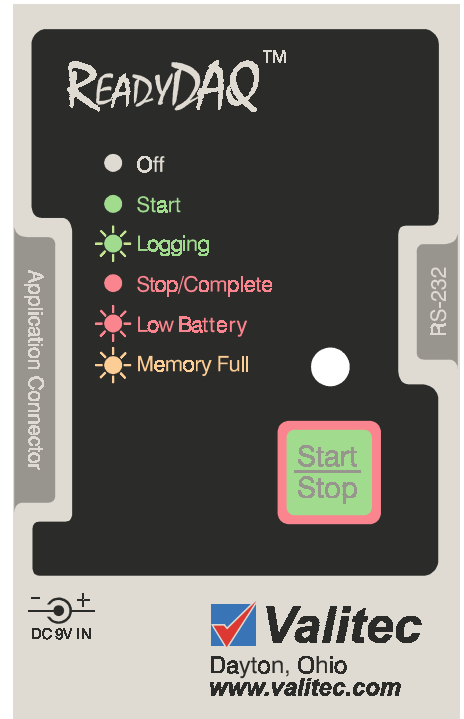 READYDAQ™
Off
Start
Logging
Stop/Complete
Low Battery
Memory Full
Application Connector
RS-232
Start
Stop
- +
DC 9V IN
Valitec
Dayton, Ohio
www.valitec.com